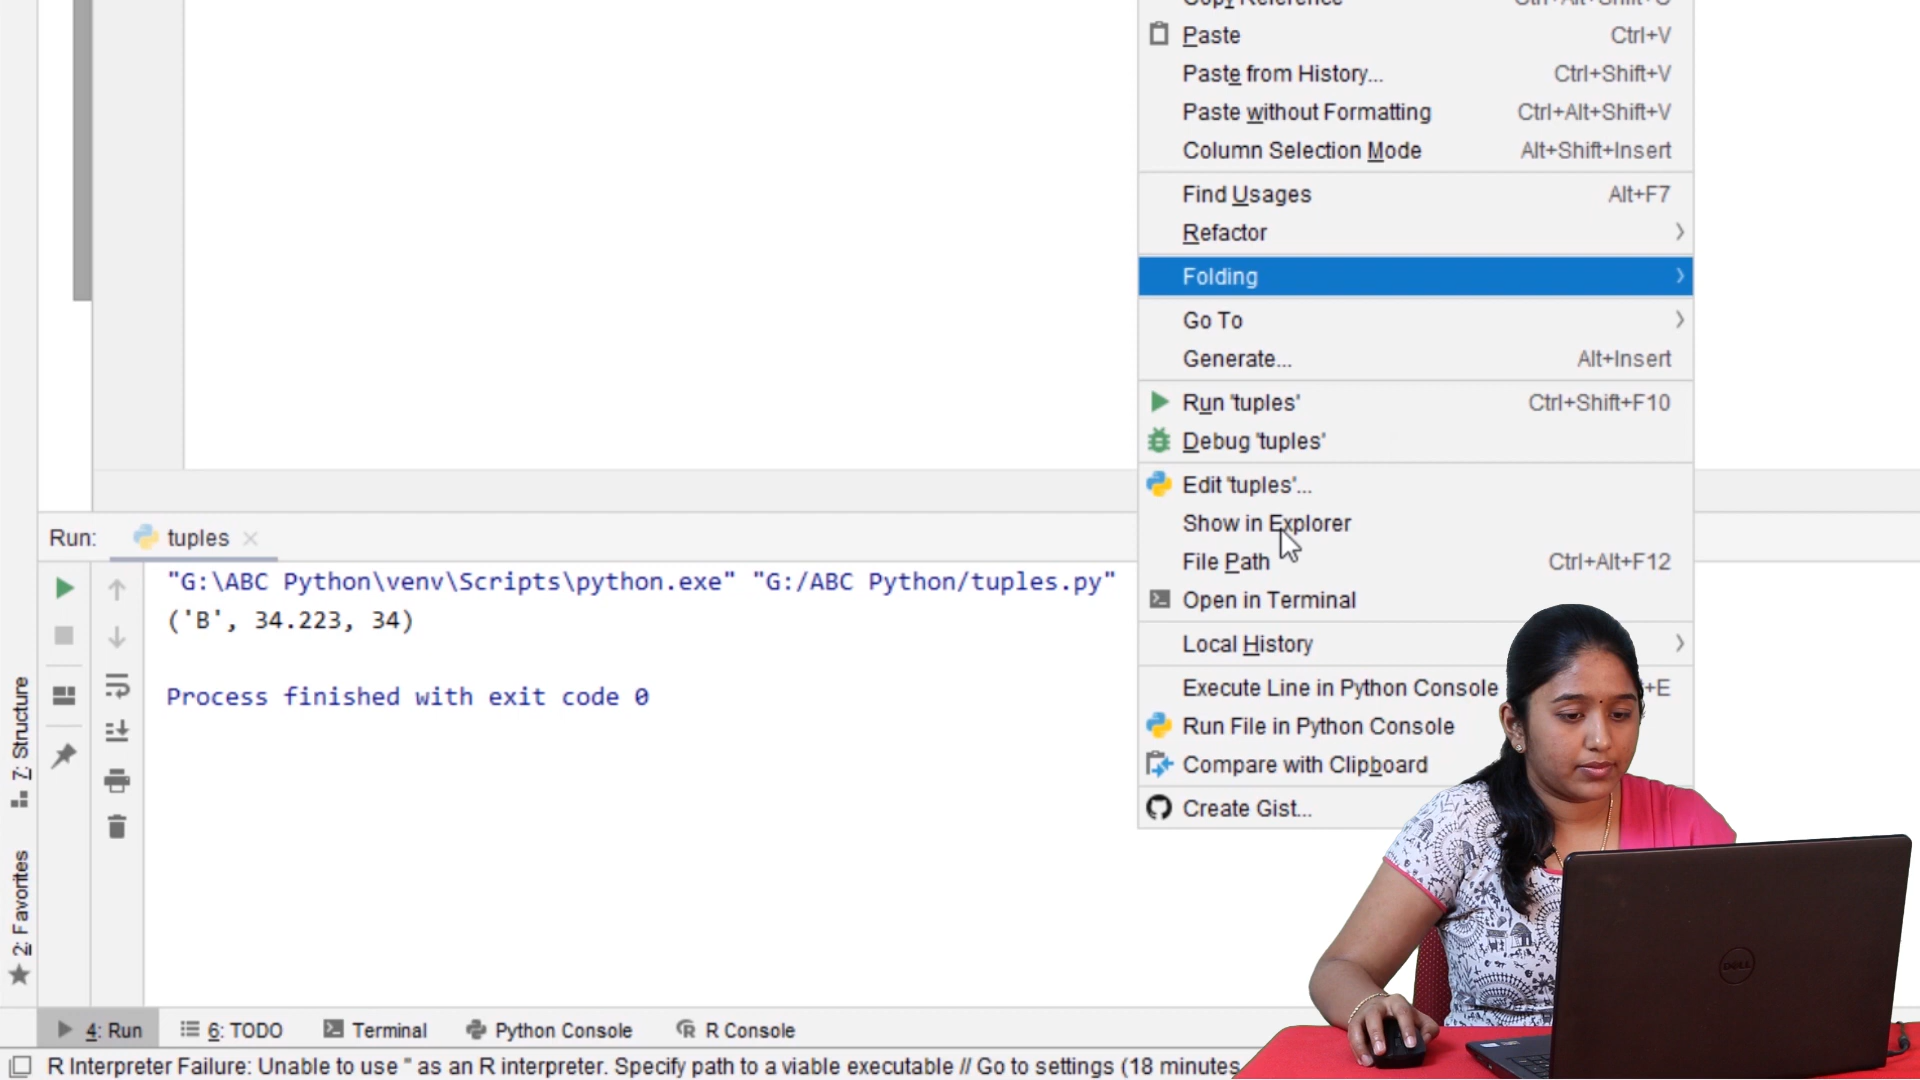 Paste Ctrl+V
Paste from History... Ctrl+Shift+V
Paste without Formatting Ctrl+Alt+Shift+V
Column Selection Mode Alt+Shift+Insert
Find Usages Alt+F7
Refactor
Folding
Go To
Generate... Alt+Insert
Run 'tuples' Ctrl+Shift+F10
Debug 'tuples'
Edit 'tuples'...
Show in Explorer
File Path Ctrl+Alt+F12
Open in Terminal
Local History
Execute Line in Python Console +E
Run File in Python Console
Compare with Clipboard
Create Gist...
Run: tuples
"G:\ABC Python\venv\Scripts\python.exe" "G:/ABC Python/tuples.py"
('B', 34.223, 34)
Process finished with exit code 0
7: Structure
2: Favorites
4: Run 6: TODO Terminal Python Console R Console
R Interpreter Failure: Unable to use '' as an R interpreter. Specify path to a viable executable // Go to settings (18 minutes
DELL